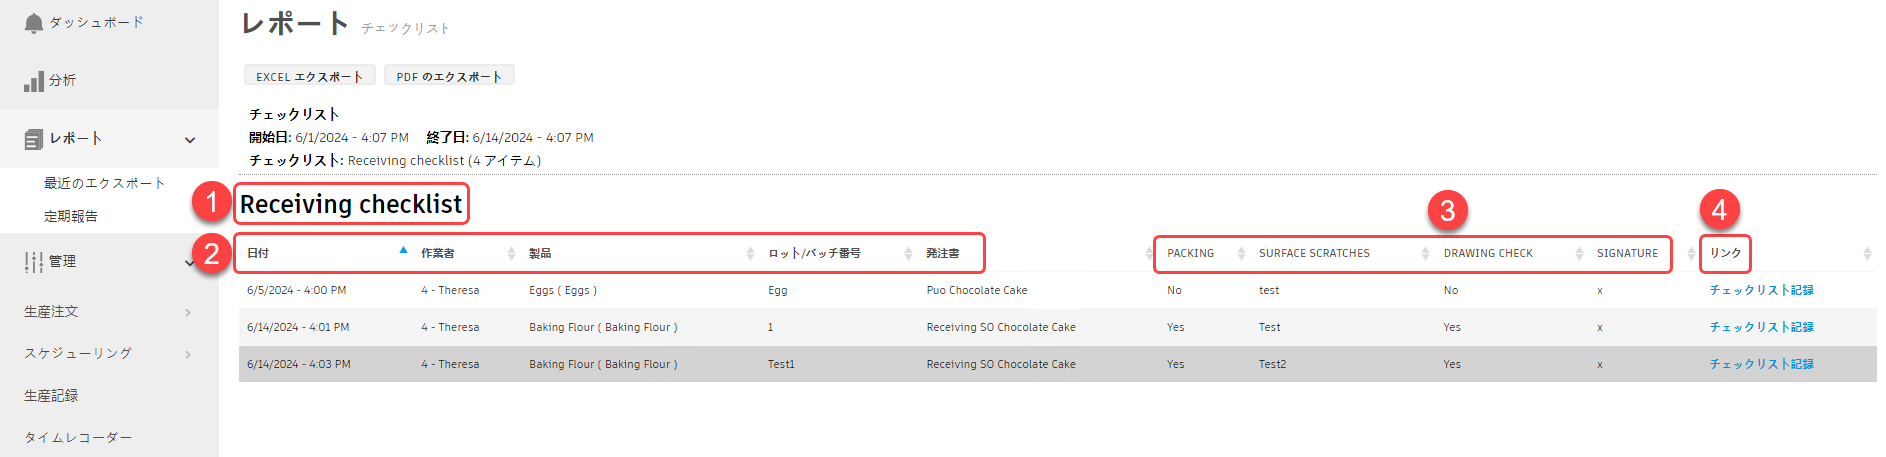 ダッシュボード
分析
レポート
最近のエクスポート
定期報告
管理
生産注文
スケジューリング
生産記録
タイムレコーダー
レポート チェックリスト
EXCEL エクスポート PDF のエクスポート
チェックリスト
開始日: 6/1/2024 - 4:07 PM 終了日: 6/14/2024 - 4:07 PM
チェックリスト: Receiving checklist (4 アイテム)
1 Receiving checklist
3 4
2 日付 作業者 製品 ロット/バッチ番号 発注書 PACKING SURFACE SCRATCHES DRAWING CHECK SIGNATURE リンク
6/5/2024 - 4:00 PM 4 - Theresa Eggs ( Eggs ) Egg Puo Chocolate Cake No test No x チェックリスト記録
6/14/2024 - 4:01 PM 4 - Theresa Baking Flour ( Baking Flour ) 1 Receiving SO Chocolate Cake Yes Test Yes x チェックリスト記録
6/14/2024 - 4:03 PM 4 - Theresa Baking Flour ( Baking Flour ) Test1 Receiving SO Chocolate Cake Yes Test2 Yes x チェックリスト記録